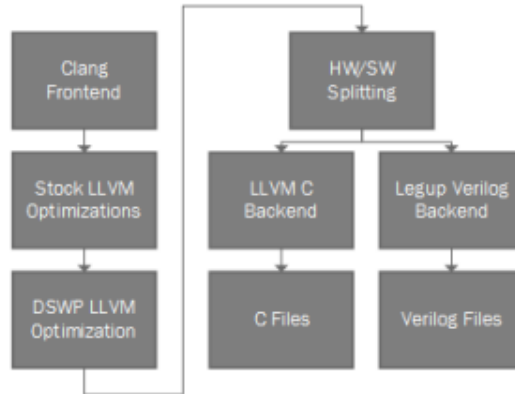 Clang
Frontend
Stock LLVM
Optimizations
DSWP LLVM
Optimization
HW/SW
Splitting
LLVM C
Backend
Legup Verilog
Backend
C Files
Verilog Files